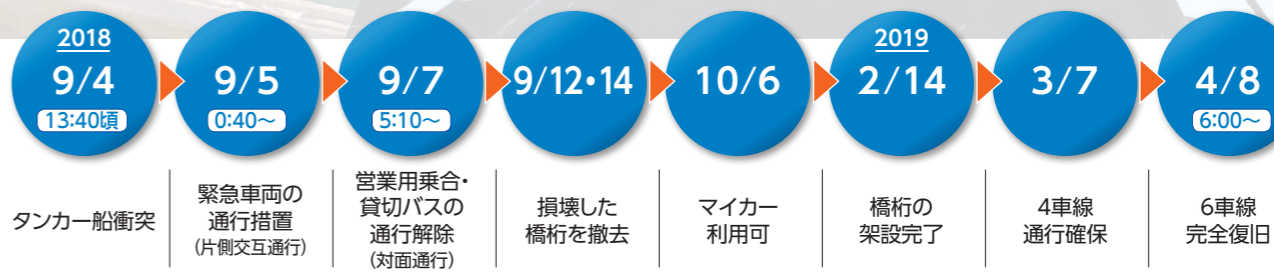 2018
9/4
13:40頃
タンカー船衝突
9/5
0:40〜
緊急車両の
通行措置
(片側交互通行)
9/7
5:10〜
営業用乗合・
貸切バスの
通行解除
(対面通行)
9/12・14
損壊した
橋桁を撤去
10/6
マイカー
利用可
2019
2/14
橋桁の
架設完了
3/7
4車線
通行確保
4/8
6:00〜
6車線
完全復旧